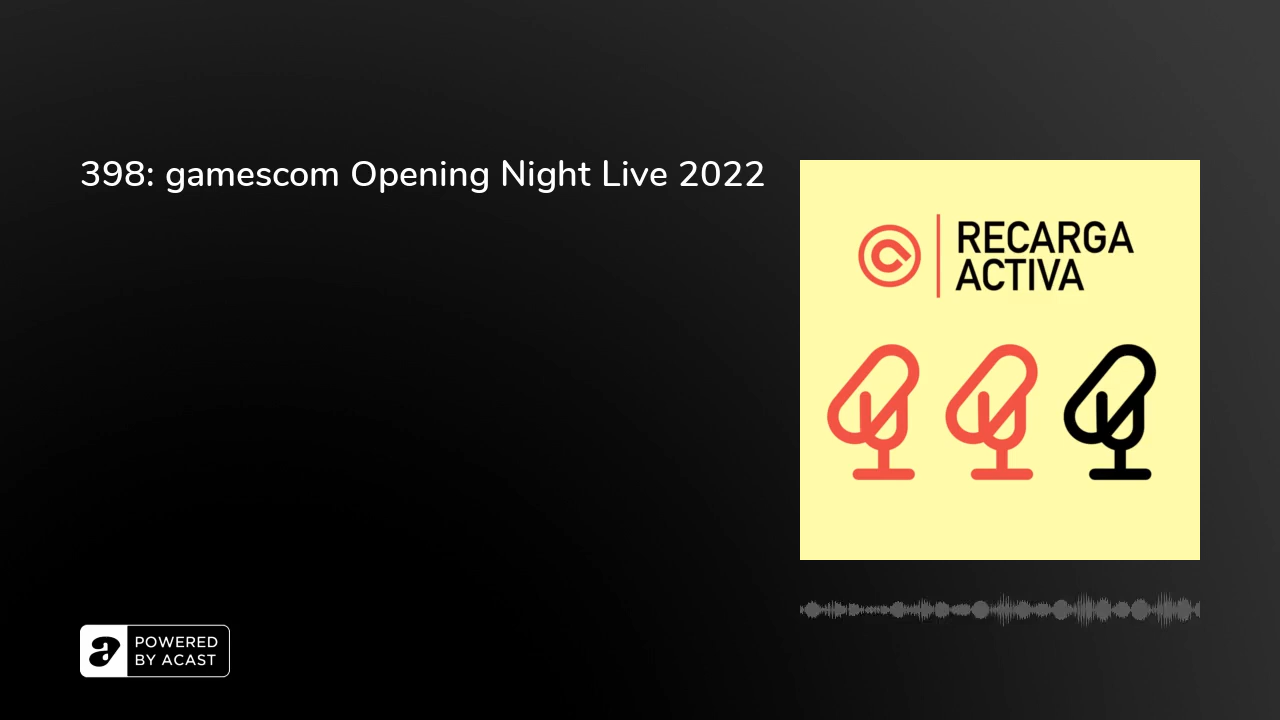 398: gamescom Opening Night Live 2022
RECARGA
ACTIVA
POWERED
BY ACAST